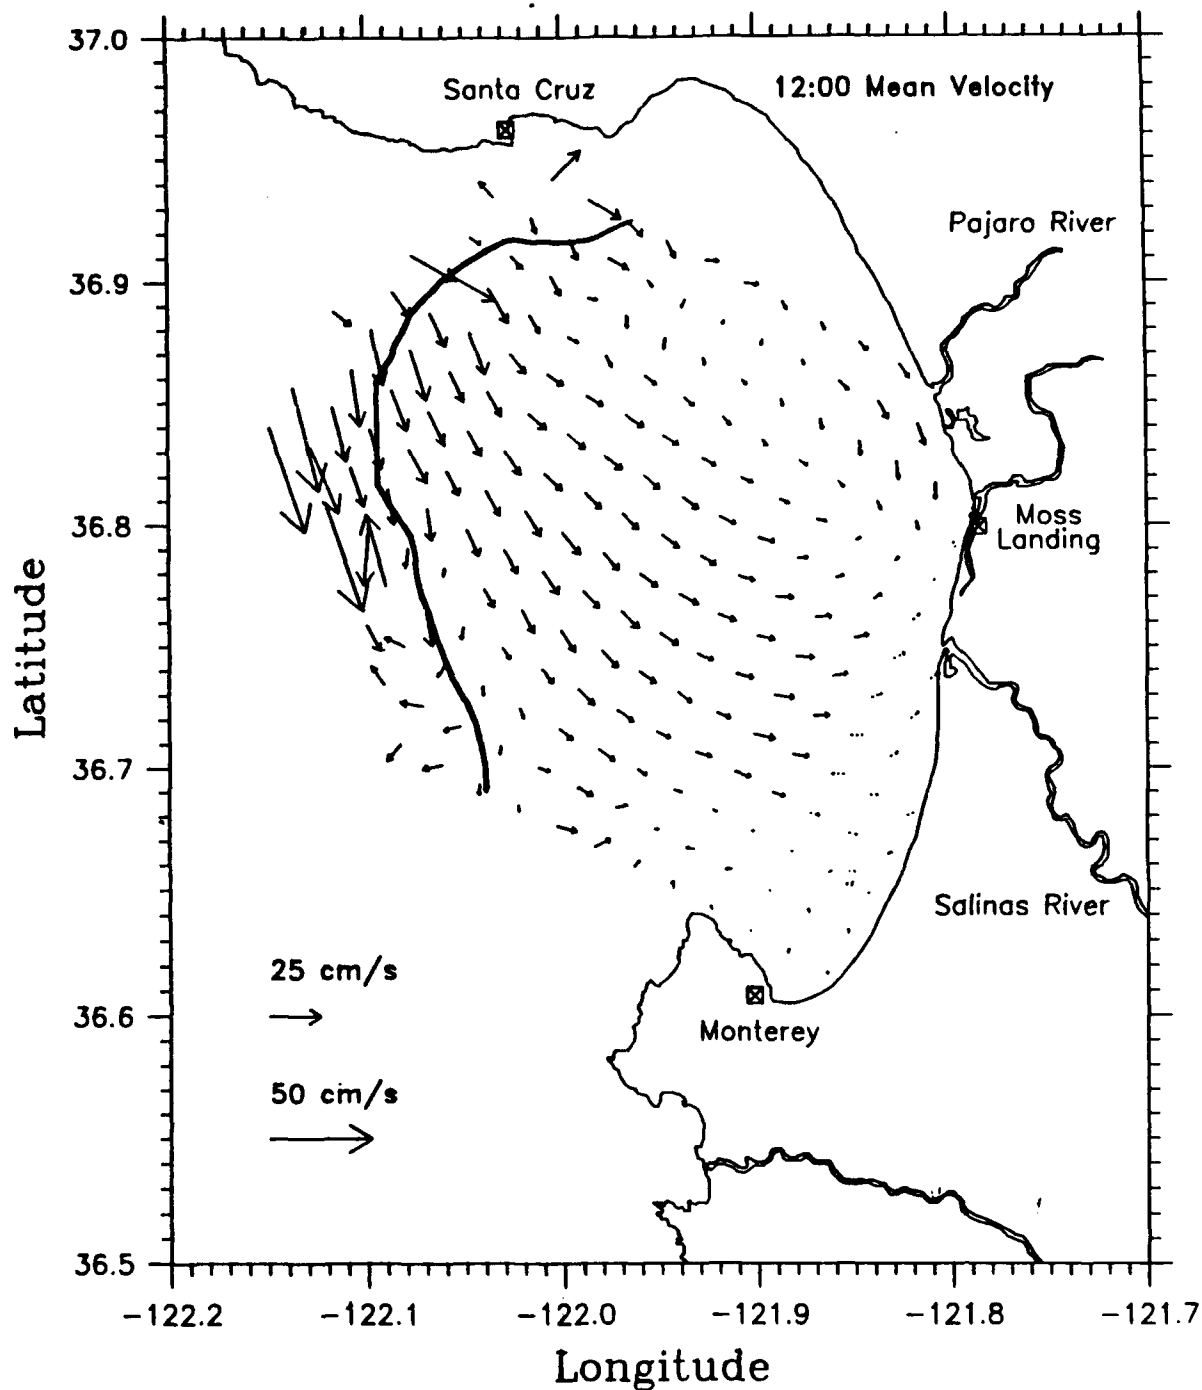 37.0
Santa Cruz
12:00 Mean Velocity
Pajaro River
36.9
36.8
Moss
Landing
Latitude
36.7
Salinas River
25 cm/s
36.6
Monterey
50 cm/s
36.5
-122.2 -122.1 -122.0 -121.9 -121.8 -121.7
Longitude